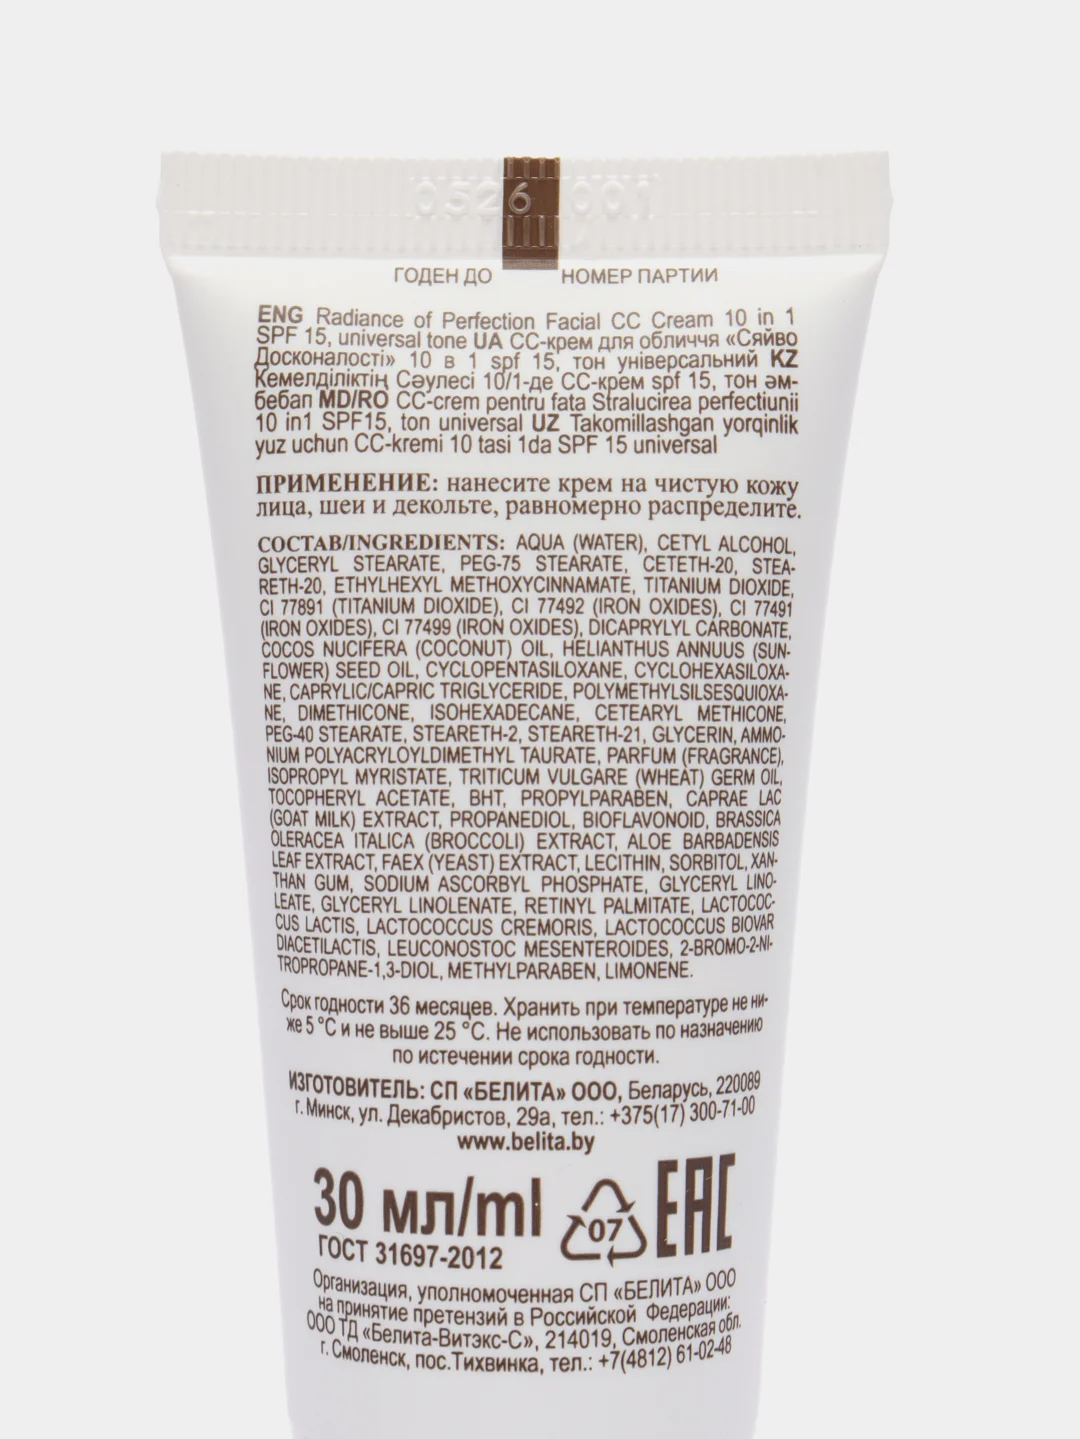 0526 001
ГОДЕН ДО НОМЕР ПАРТИИ
ENG Radiance of Perfection Facial CC Cream 10 in 1
SPF 15, universal tone UA СС-крем для обличчя «Сяйво
Досконалості» 10 в 1 spf 15, тон універсальний KZ
Кемелділіктің Сәулесі 10/1-де СС-крем spf 15, тон әм-
бебап MD/RO CC-crem pentru fata Stralucirea perfectiunii
10 in1 SPF15, ton universal UZ Takomillashgan yorqinlik
yuz uchun CC-kremi 10 tasi 1da SPF 15 universal
ПРИМЕНЕНИЕ: нанесите крем на чистую кожу
лица, шеи и декольте, равномерно распределите.
СОСТАВ/INGREDIENTS: AQUA (WATER), CETYL ALCOHOL,
GLYCERYL STEARATE, PEG-75 STEARATE, CETETH-20, STEA-
RETH-20, ETHYLHEXYL METHOXYCINNAMATE, TITANIUM DIOXIDE,
CI 77891 (TITANIUM DIOXIDE), CI 77492 (IRON OXIDES), CI 77491
(IRON OXIDES), CI 77499 (IRON OXIDES), DICAPRYLYL CARBONATE,
COCOS NUCIFERA (COCONUT) OIL, HELIANTHUS ANNUUS (SUN-
FLOWER) SEED OIL, CYCLOPENTASILOXANE, CYCLOHEXASILOXA-
NE, CAPRYLIC/CAPRIC TRIGLYCERIDE, POLYMETHYLSILSESQUIOXA-
NE, DIMETHICONE, ISOHEXADECANE, CETEARYL METHICONE,
PEG-40 STEARATE, STEARETH-2, STEARETH-21, GLYCERIN, AMMO-
NIUM POLYACRYLOYLDIMETHYL TAURATE, PARFUM (FRAGRANCE),
ISOPROPYL MYRISTATE, TRITICUM VULGARE (WHEAT) GERM OIL,
TOCOPHERYL ACETATE, BHT, PROPYLPARABEN, CAPRAE LAC
(GOAT MILK) EXTRACT, PROPANEDIOL, BIOFLAVONOID, BRASSICA
OLERACEA ITALICA (BROCCOLI) EXTRACT, ALOE BARBADENSIS
LEAF EXTRACT, FAEX (YEAST) EXTRACT, LECITHIN, SORBITOL, XAN-
THAN GUM, SODIUM ASCORBYL PHOSPHATE, GLYCERYL LINO-
LEATE, GLYCERYL LINOLENATE, RETINYL PALMITATE, LACTOCOC-
CUS LACTIS, LACTOCOCCUS CREMORIS, LACTOCOCCUS BIOVAR
DIACETILACTIS, LEUCONOSTOC MESENTEROIDES, 2-BROMO-2-NI-
TROPROPANE-1,3-DIOL, METHYLPARABEN, LIMONENE.
Срок годности 36 месяцев. Хранить при температуре не ни-
же 5 °С и не выше 25 °С. Не использовать по назначению
по истечении срока годности.
ИЗГОТОВИТЕЛЬ: СП «БЕЛИТА» ООО, Беларусь, 220089
г. Минск, ул. Декабристов, 29а, тел.: +375(17) 300-71-00
www.belita.by
30 мл/ml 07 EAC
ГОСТ 31697-2012
Организация, уполномоченная СП «БЕЛИТА» ООО
на принятие претензий в Российской Федерации:
ООО ТД «Белита-Витэкс-С», 214019, Смоленская обл.
г. Смоленск, пос.Тихвинка, тел.: +7(4812) 61-02-48